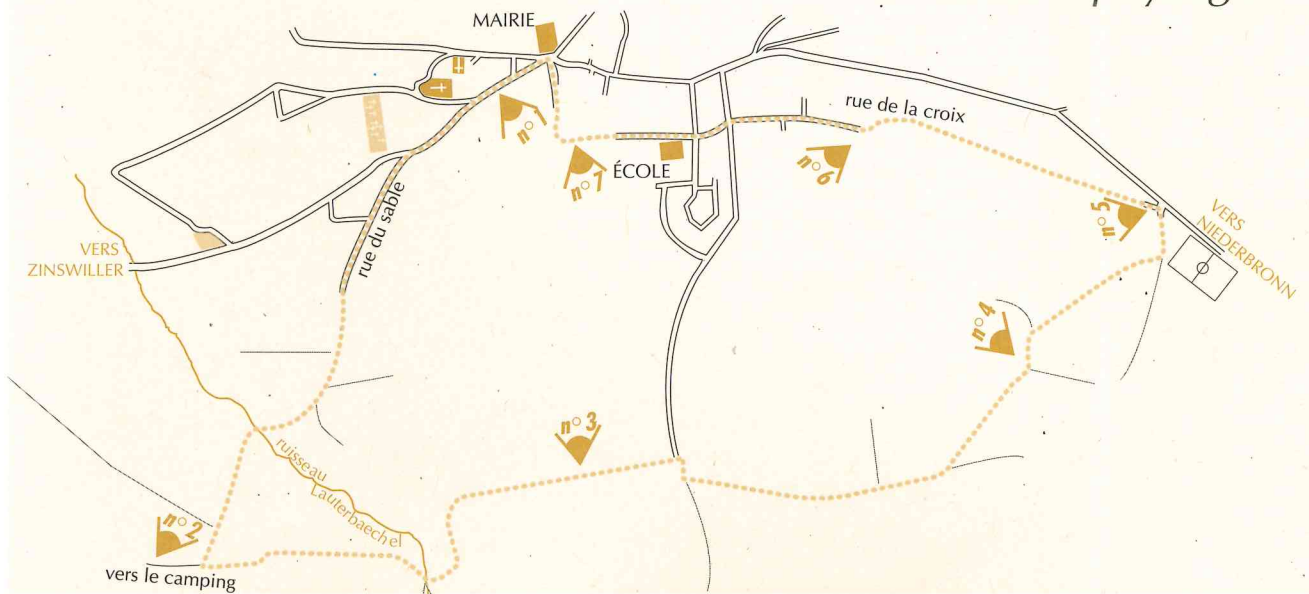 MAIRIE
n° 1
n° 1
ÉCOLE
rue de la croix
n° 6
n° 5
VERS
NIEDERBRONN
rue du sable
VERS
ZINSWILLER
n° 4
n° 3
ruisseau
Lauterbaechel
n° 2
vers le camping